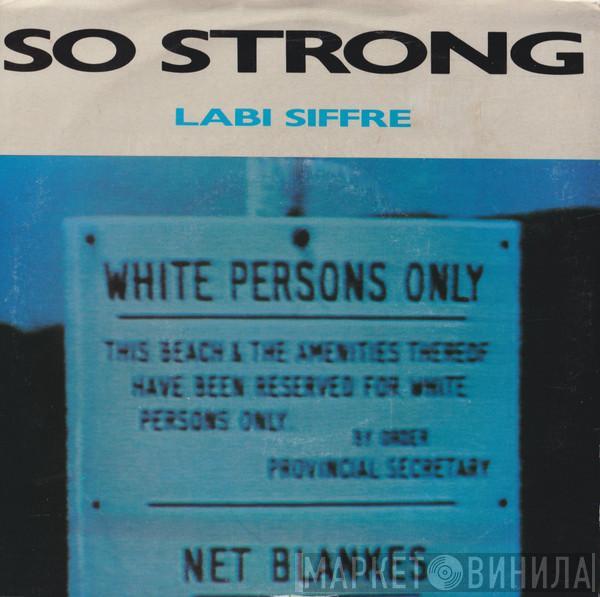 SO STRONG
LABI SIFFRE
WHITE PERSONS ONLY
THIS BEACH & THE AMENITIES THEREOF
HAVE BEEN RESERVED FOR WHITE
PERSONS ONLY.
BY ORDER
PROVINCIAL SECRETARY
NET BLANKES
МАРКЕТ ВИНИЛА